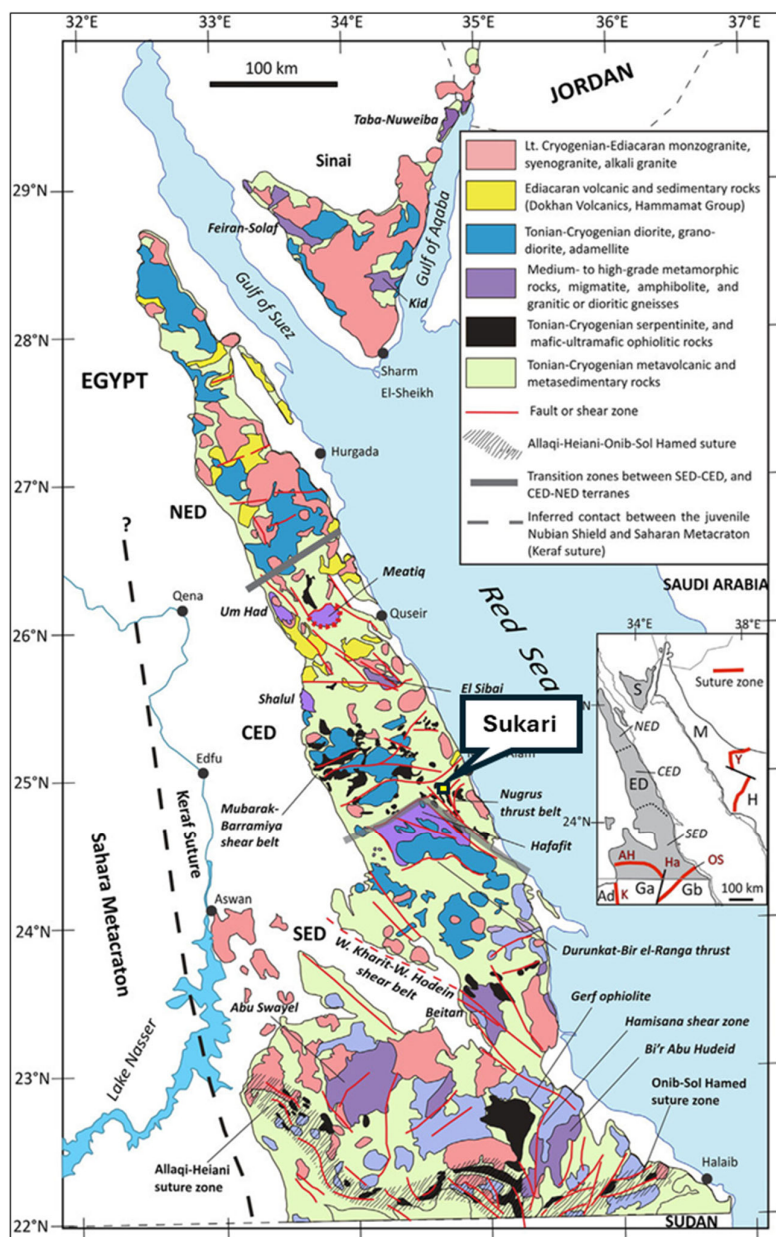 32°E
33°E
34°E
35°E
36°E
37°E
100 km
JORDAN
Taba-Nuweiba
Sinai
Lt. Cryogenian-Ediacaran monzogranite,
syenogranite, alkali granite
29°N
Ediacaran volcanic and sedimentary rocks
(Dokhan Volcanics, Hammamat Group)
Feiran-Solaf
Gulf of Aqaba
Tonian-Cryogenian diorite, grano-
diorite, adamellite
Gulf of Suez
Kid
Medium- to high-grade metamorphic
rocks, migmatite, amphibolite, and
granitic or dioritic gneisses
28°N
Tonian-Cryogenian serpentinite, and
mafic-ultramafic ophiolitic rocks
Sharm
El-Sheikh
EGYPT
Tonian-Cryogenian metavolcanic and
metasedimentary rocks
Fault or shear zone
Hurgada
Allaqi-Heiani-Onib-Sol Hamed suture
27°N
Transition zones between SED-CED, and
CED-NED terranes
NED
?
Inferred contact between the juvenile
Nubian Shield and Saharan Metacraton
(Keraf suture)
Meatiq
SAUDI ARABIA
Qena
Um Had
Quseir
26°N
Red Sea
34°E
38°E
Suture zone
El Sibai
Shalul
S
NED
M
Sukari
CED
Alam
Y
CED
Edfu
25°N
ED
H
Nugrus
thrust belt
Mubarak-
Barramiya
shear belt
24°N
Keraf Suture
Hafafit
SED
AH
Ha
OS
Sahara Metacraton
Ad
K
Ga
Gb
100 km
Aswan
24°N
SED
Durunkat-Bir el-Ranga thrust
W. Kharit-W. Hodein
shear belt
Gerf ophiolite
Abu Swayel
Beitan
Hamisana shear zone
Bi'r Abu Hudeid
Lake Nasser
23°N
Onib-Sol Hamed
suture zone
Allaqi-Heiani
suture zone
Halaib
22°N
SUDAN